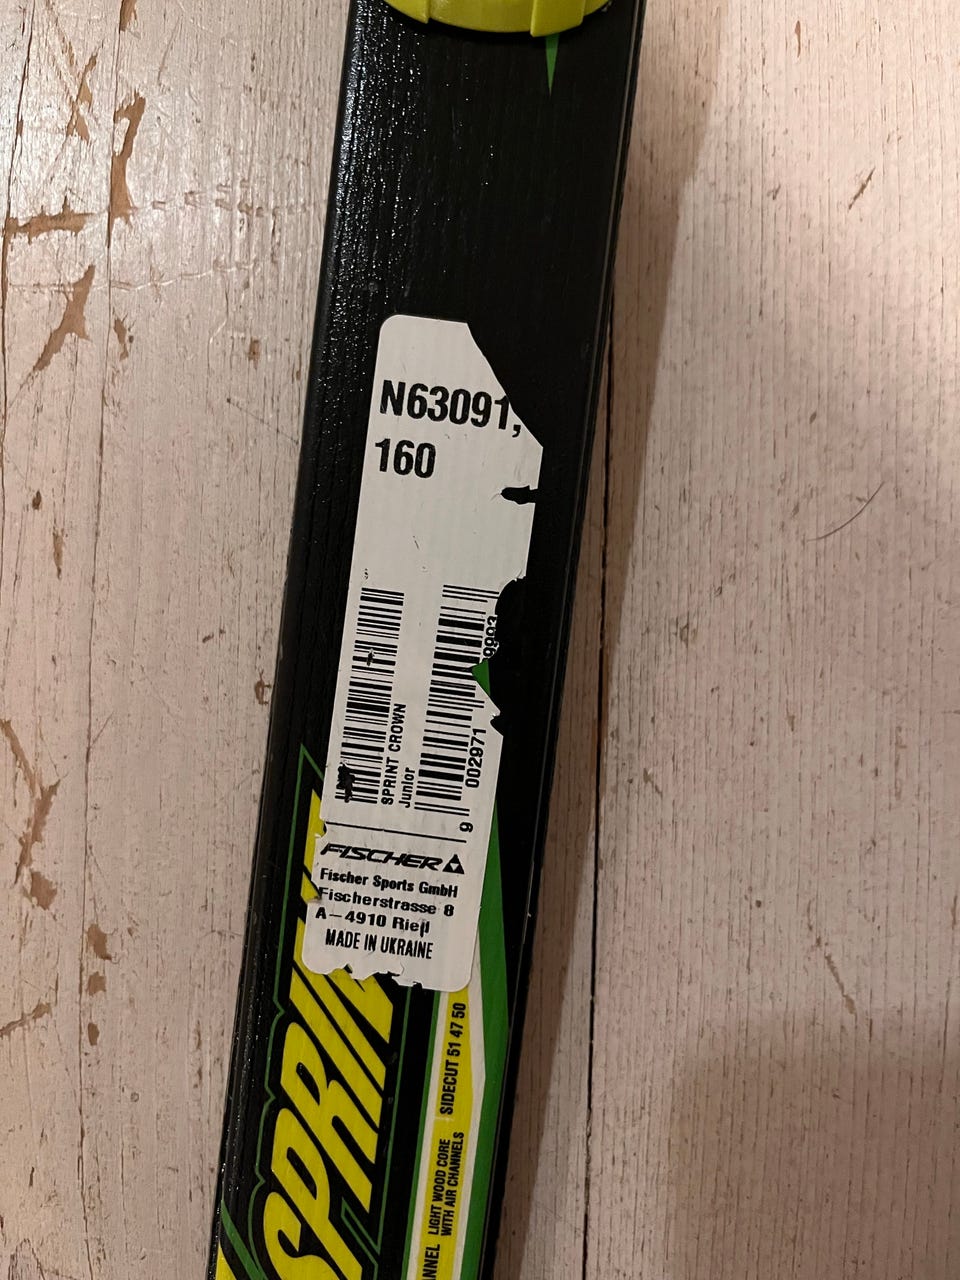 N63091,
160
SPRINT CROWN
Junior
9 002971
FISCHER
Fischer Sports GmbH
Fischerstrasse 8
A-4910 Ried
MADE IN UKRAINE
SPRINT
SIDECUT 51 47 50
LIGHT WOOD CORE
WITH AIR CHANNELS